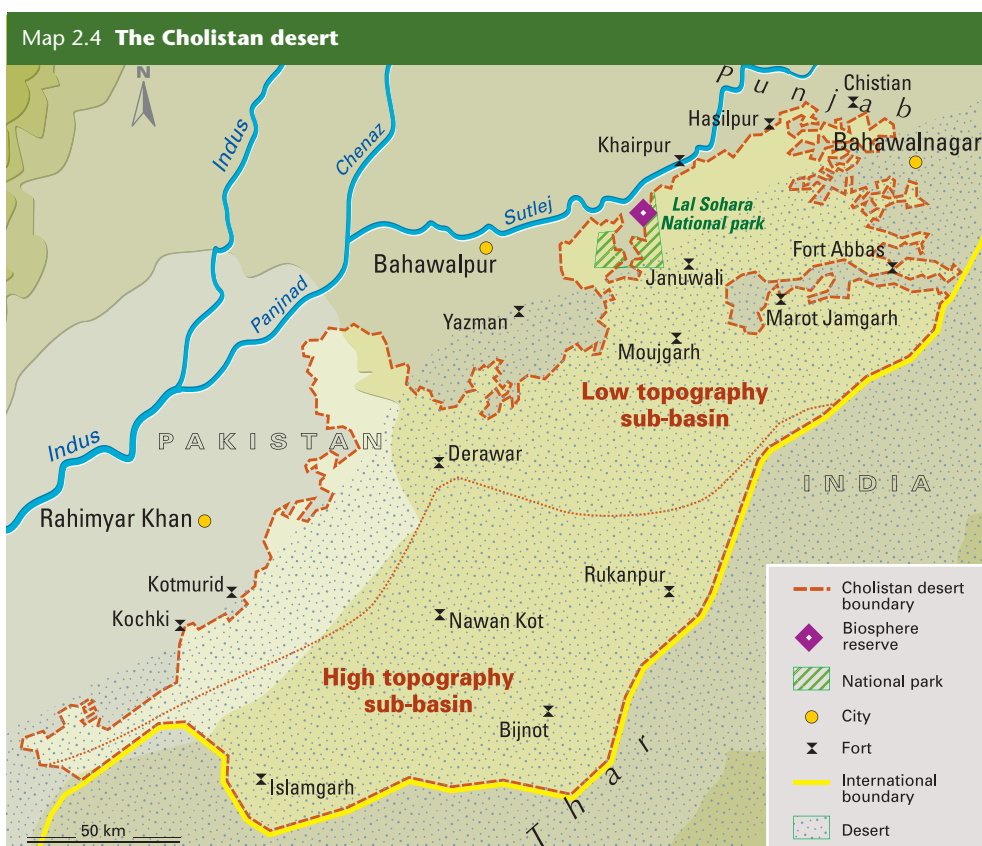 Map 2.4 The Cholistan desert
N
Punjab
Chistian
Hasilpur
Bahawalnagar
Khairpur
Indus
Chenaz
Sutlej
Lal Sohara
National park
Bahawalpur
Fort Abbas
Januwali
Panjnad
Yazman
Marot Jamgarh
Moujgarh
Low topography
sub-basin
Indus
PAKISTAN
Derawar
INDIA
Rahimyar Khan
Kotmurid
Rukanpur
Kochki
Nawan Kot
High topography
sub-basin
Bijnot
Thar
Islamgarh
50 km
Cholistan desert
boundary
Biosphere
reserve
National park
City
Fort
International
boundary
Desert